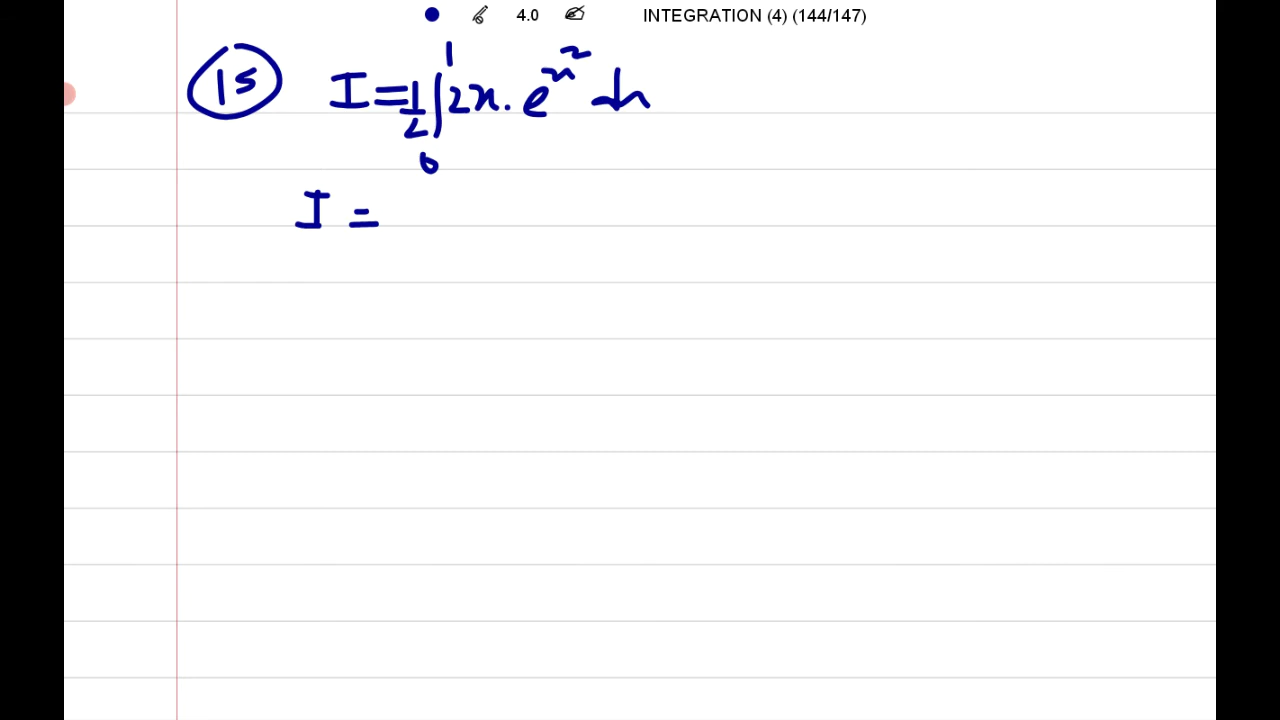 4.0 INTEGRATION (4) (144/147)
15 I = 1/2 ∫₀¹ 2x . e^x² dx
I =